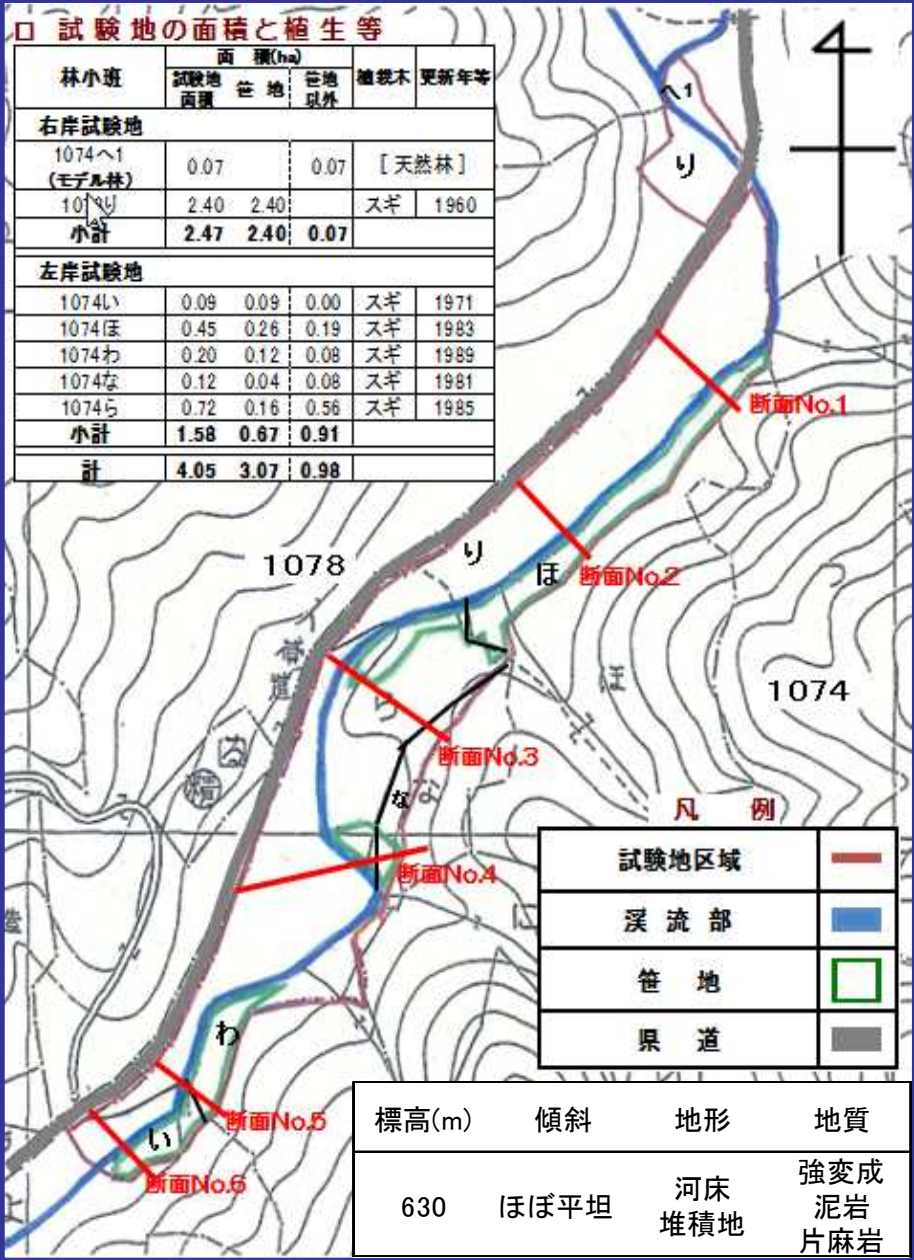 ロ 試験地の面積と植生等
林小班 面 積(ha) 植栽木 更新年等
試験地面積 笹 地 笹地以外
右岸試験地
1074へ1 (モデル林) 0.07 0.07 [天然林]
り 2.40 2.40 スギ 1960
小計 2.47 2.40 0.07
左岸試験地
1074い 0.09 0.09 0.00 スギ 1971
1074ほ 0.45 0.26 0.19 スギ 1983
1074わ 0.20 0.12 0.08 スギ 1989
1074な 0.12 0.04 0.08 スギ 1981
1074ら 0.72 0.16 0.56 スギ 1985
小計 1.58 0.67 0.91
計 4.05 3.07 0.98
へ1
り
断面No.1
り
ほ
断面No.2
1078
1074
ら
断面No.3
な
断面No.4
わ
断面No.5
い
断面No.6
凡 例
試験地区域
渓 流 部
笹 地
県 道
標高(m) 傾斜 地形 地質
630 ほぼ平坦 河床堆積地 強変成泥岩片麻岩